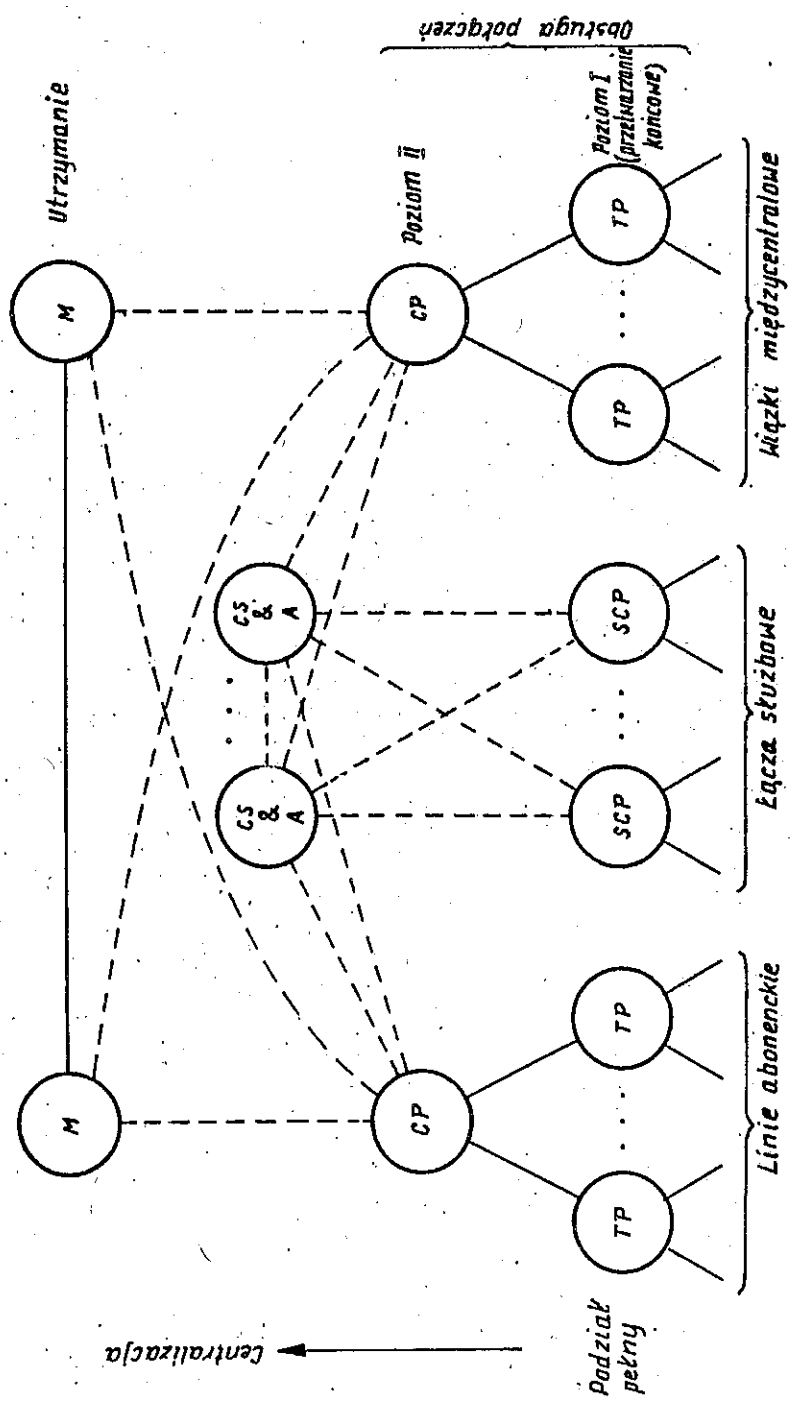 Utrzymanie
M
M
CS
& A
. . . .
CS
& A
Poziom II
CP
CP
Obsługa połączeń
Poziom I
(przetwarzanie
końcowe)
Centralizacja
Podział
pełny
TP
. . . .
TP
SCP
. . . .
SCP
TP
. . . .
TP
Linie abonenckie
Łącza służbowe
Wiązki międzycentralowe